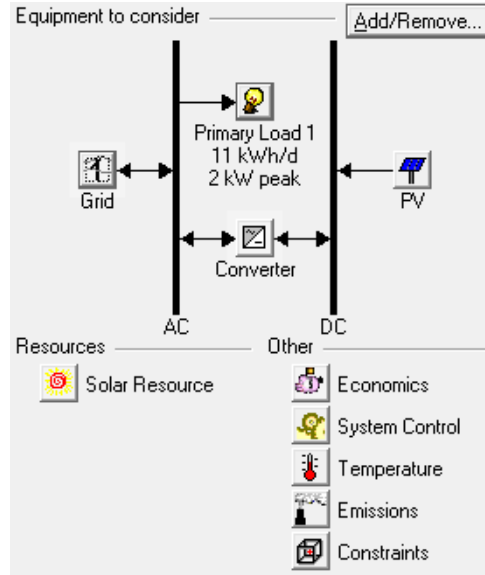 Equipment to consider
Add/Remove...
Primary Load 1
11 kWh/d
2 kW peak
Grid
PV
Converter
AC
DC
Resources
Other
Solar Resource
Economics
System Control
Temperature
Emissions
Constraints